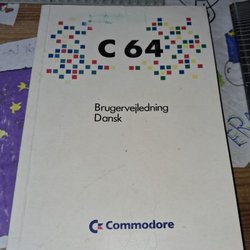 C 64
Brugervejledning
Dansk
Commodore